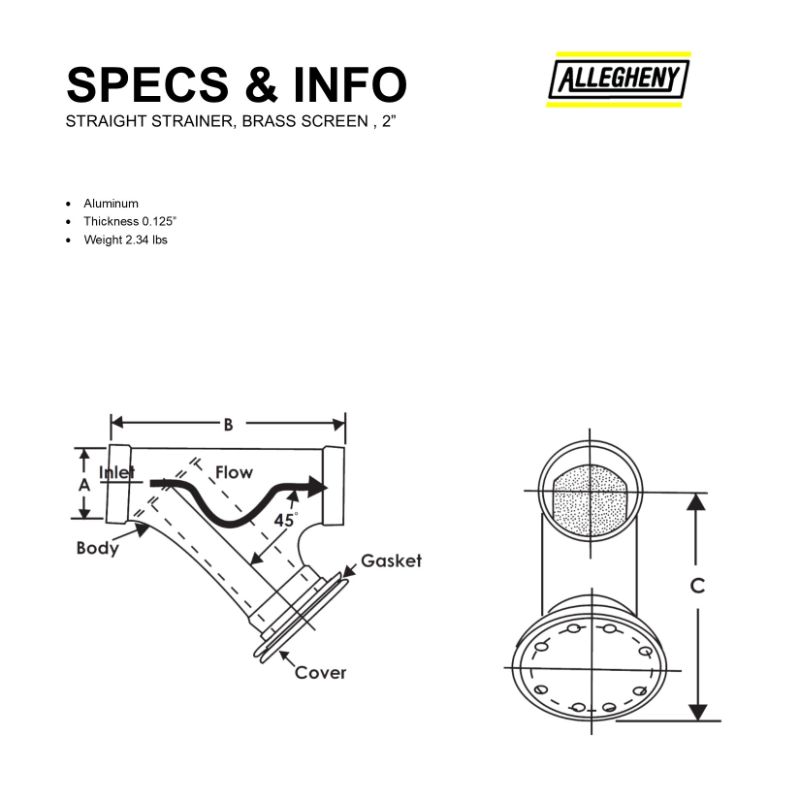 SPECS & INFO
ALLEGHENY
STRAIGHT STRAINER, BRASS SCREEN , 2"
• Aluminum
• Thickness 0.125"
• Weight 2.34 lbs
B
Inlet
Flow
A
45°
Body
Gasket
Cover
C